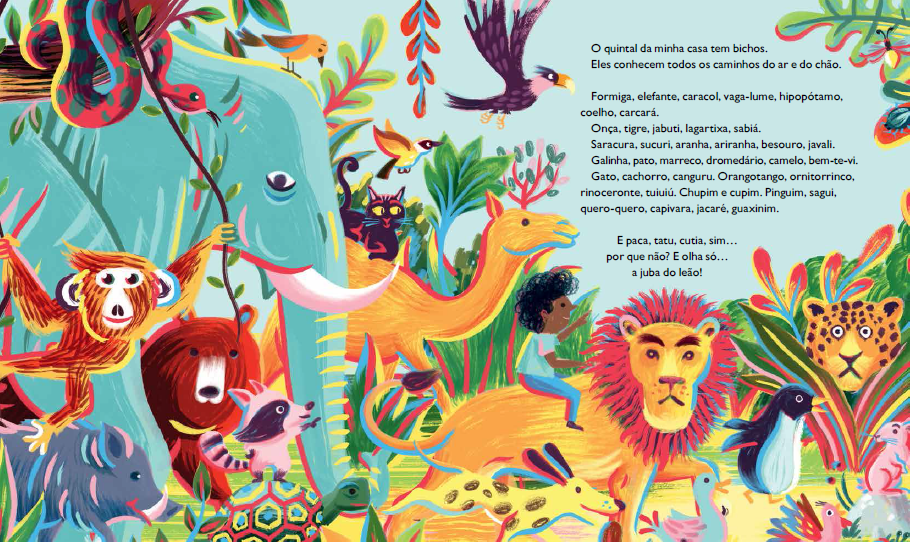 O quintal da minha casa tem bichos.
Eles conhecem todos os caminhos do ar e do chão.
Formiga, elefante, caracol, vaga-lume, hipopótamo,
coelho, carcará.
Onça, tigre, jabuti, lagartixa, sabiá.
Saracura, sucuri, aranha, ariranha, besouro, javali.
Galinha, pato, marreco, dromedário, camelo, bem-te-vi.
Gato, cachorro, canguru. Orangotango, ornitorrinco,
rinoceronte, tuiuiú. Chupim e cupim. Pinguim, sagui,
quero-quero, capivara, jacaré, guaxinim.
E paca, tatu, cutia, sim...
por que não? E olha só...
a juba do leão!